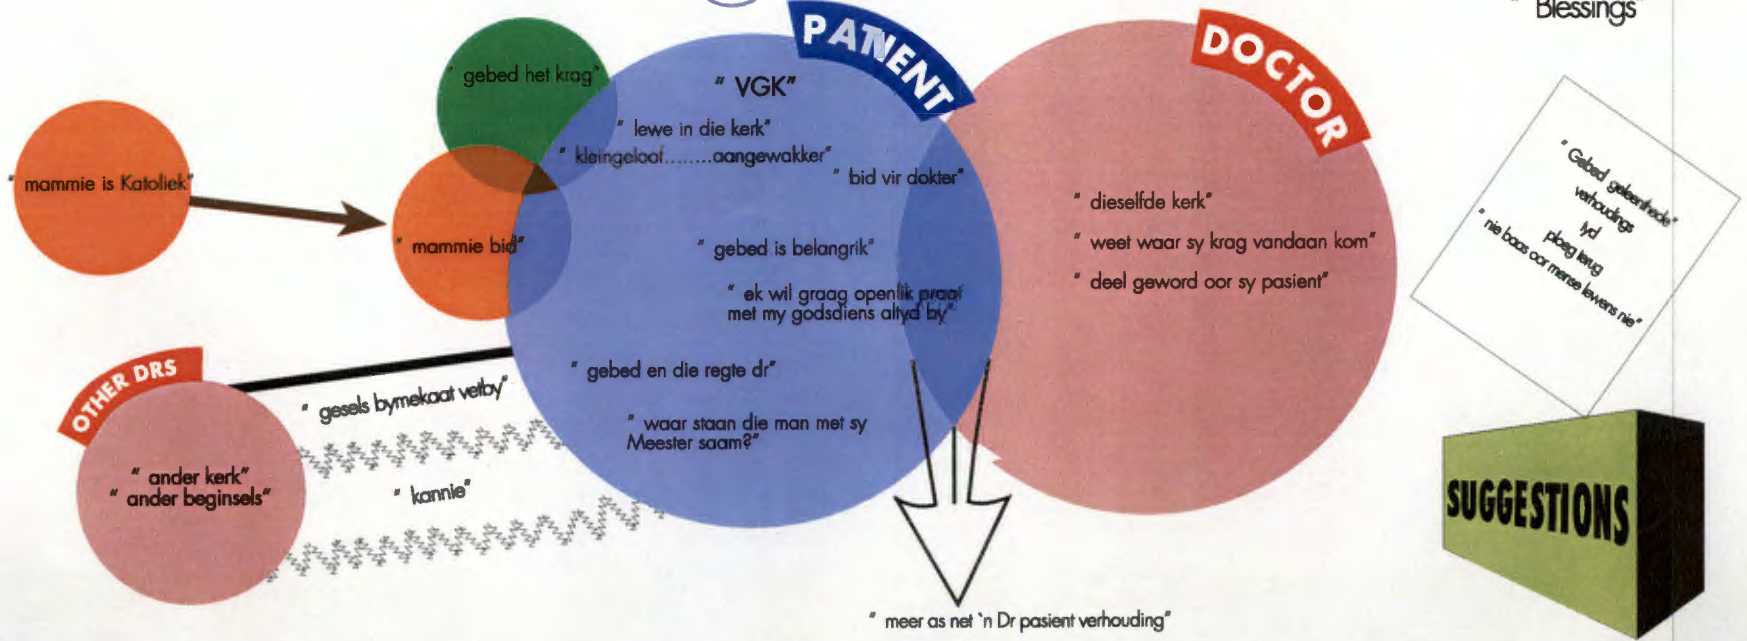 " Blessings"
PATIENT
DOCTOR
" gebed het krag"
" VGK"
" lewe in die kerk"
" kleingeloof........aangewakker"
" bid vir dokter"
" mammie is Katoliek"
" mammie bid"
" gebed is belangrik"
" ek wil graag openlik praat
met my godsdiens altyd by"
" gebed en die regte dr"
" waar staan die man met sy
Meester saam?"
" dieselfde kerk"
" weet waar sy krag vandaan kom"
" deel geword oor sy pasient"
" Gebed geleenthede"
verhoudings
lyd
ploeg terug
" nie baas oor mense lewens nie"
OTHER DRS
" gesels bymekaat vetby"
" ander kerk"
" ander beginsels"
" kannie"
SUGGESTIONS
" meer as net 'n Dr pasient verhouding"